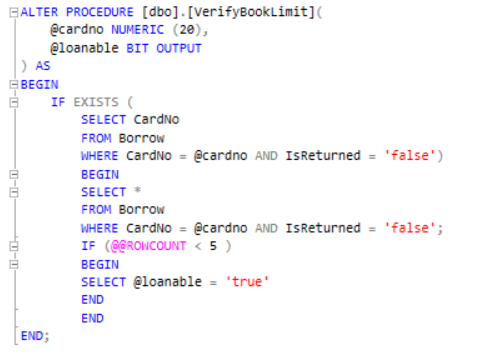 ALTER PROCEDURE [dbo].[VerifyBookLimit](
@cardno NUMERIC (20),
@loanable BIT OUTPUT
) AS
BEGIN
IF EXISTS (
SELECT CardNo
FROM Borrow
WHERE CardNo = @cardno AND IsReturned = 'false')
BEGIN
SELECT *
FROM Borrow
WHERE CardNo = @cardno AND IsReturned = 'false';
IF (@@ROWCOUNT < 5 )
BEGIN
SELECT @loanable = 'true'
END
END
END;